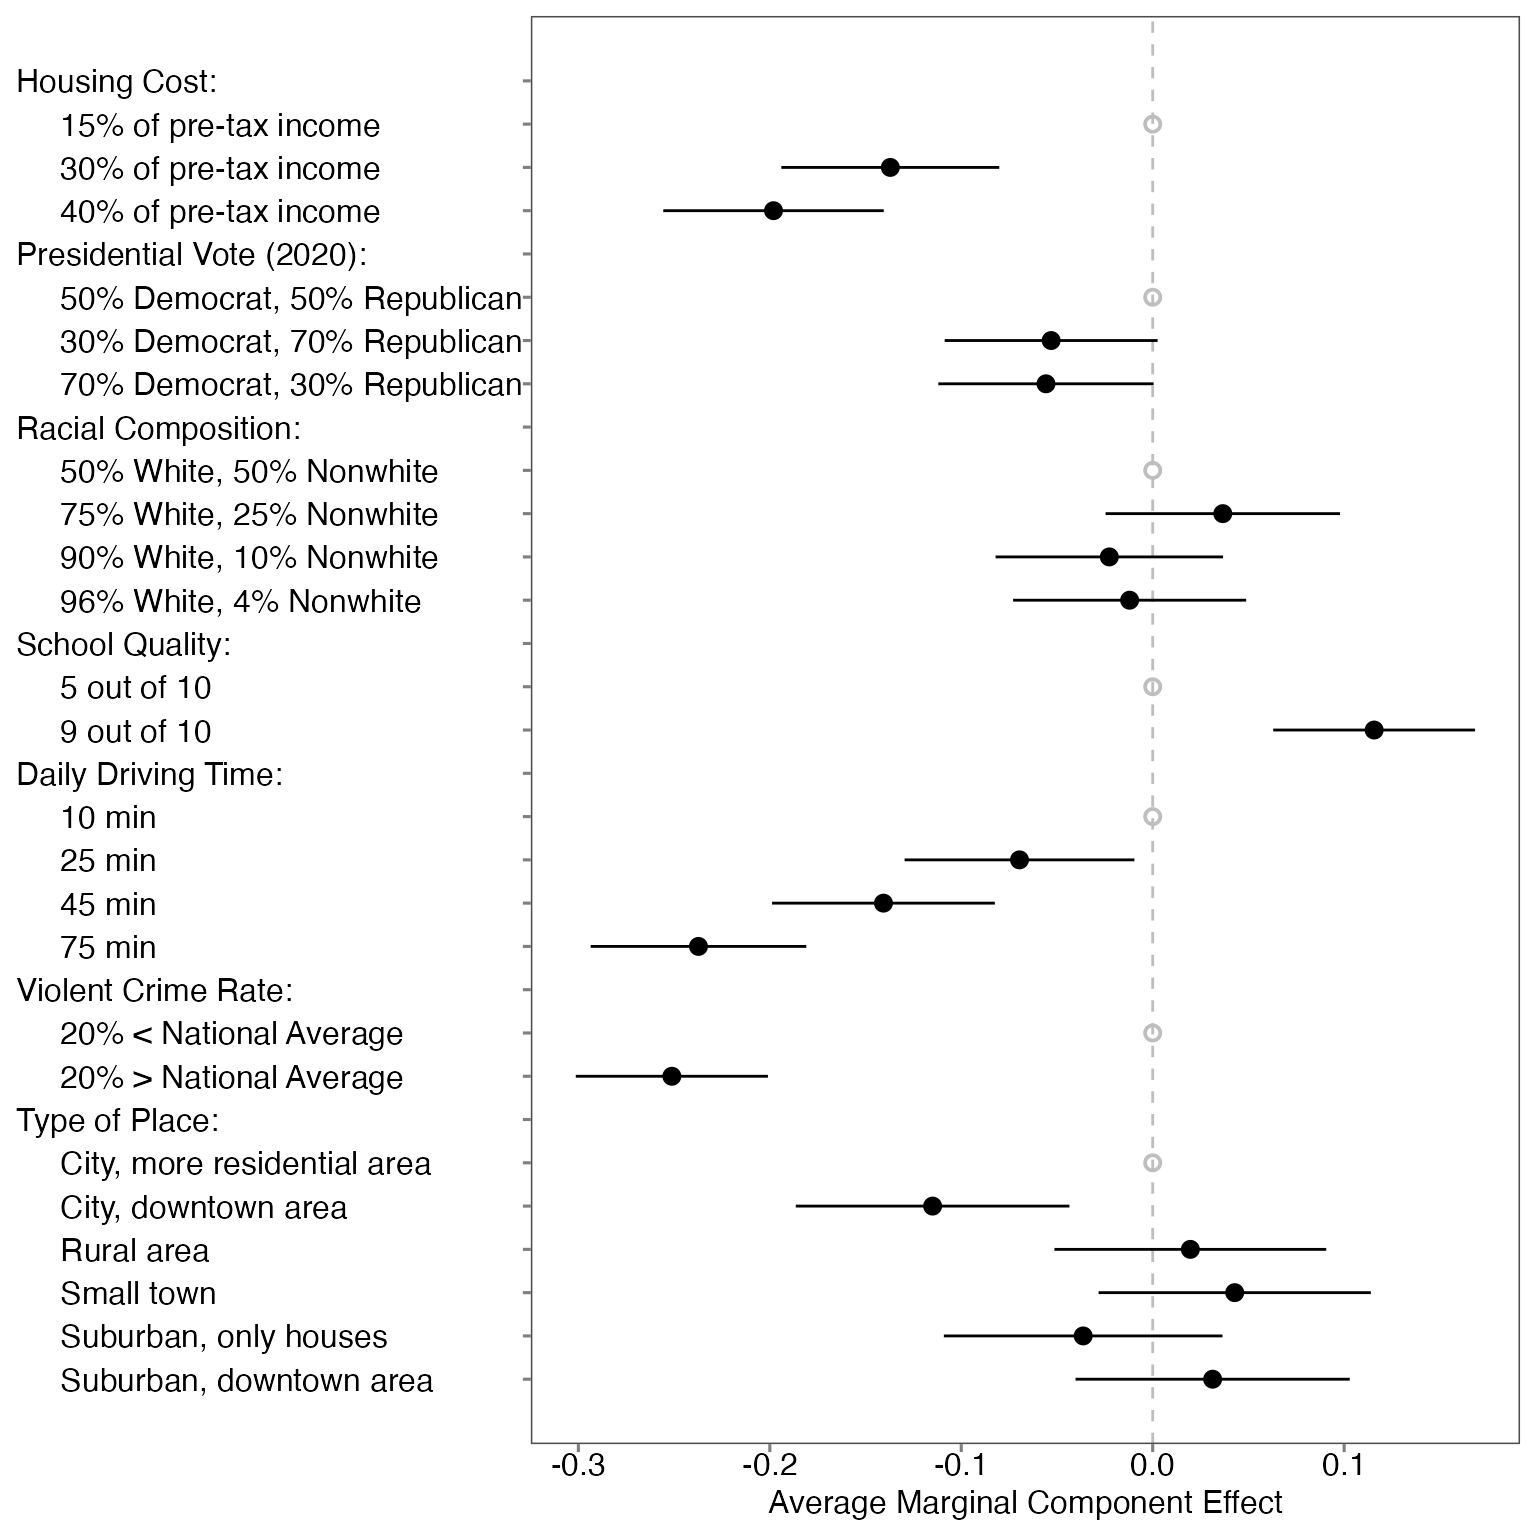 Housing Cost:
15% of pre-tax income
30% of pre-tax income
40% of pre-tax income
Presidential Vote (2020):
50% Democrat, 50% Republican
30% Democrat, 70% Republican
70% Democrat, 30% Republican
Racial Composition:
50% White, 50% Nonwhite
75% White, 25% Nonwhite
90% White, 10% Nonwhite
96% White, 4% Nonwhite
School Quality:
5 out of 10
9 out of 10
Daily Driving Time:
10 min
25 min
45 min
75 min
Violent Crime Rate:
20% < National Average
20% > National Average
Type of Place:
City, more residential area
City, downtown area
Rural area
Small town
Suburban, only houses
Suburban, downtown area
-0.3 -0.2 -0.1 0.0 0.1
Average Marginal Component Effect